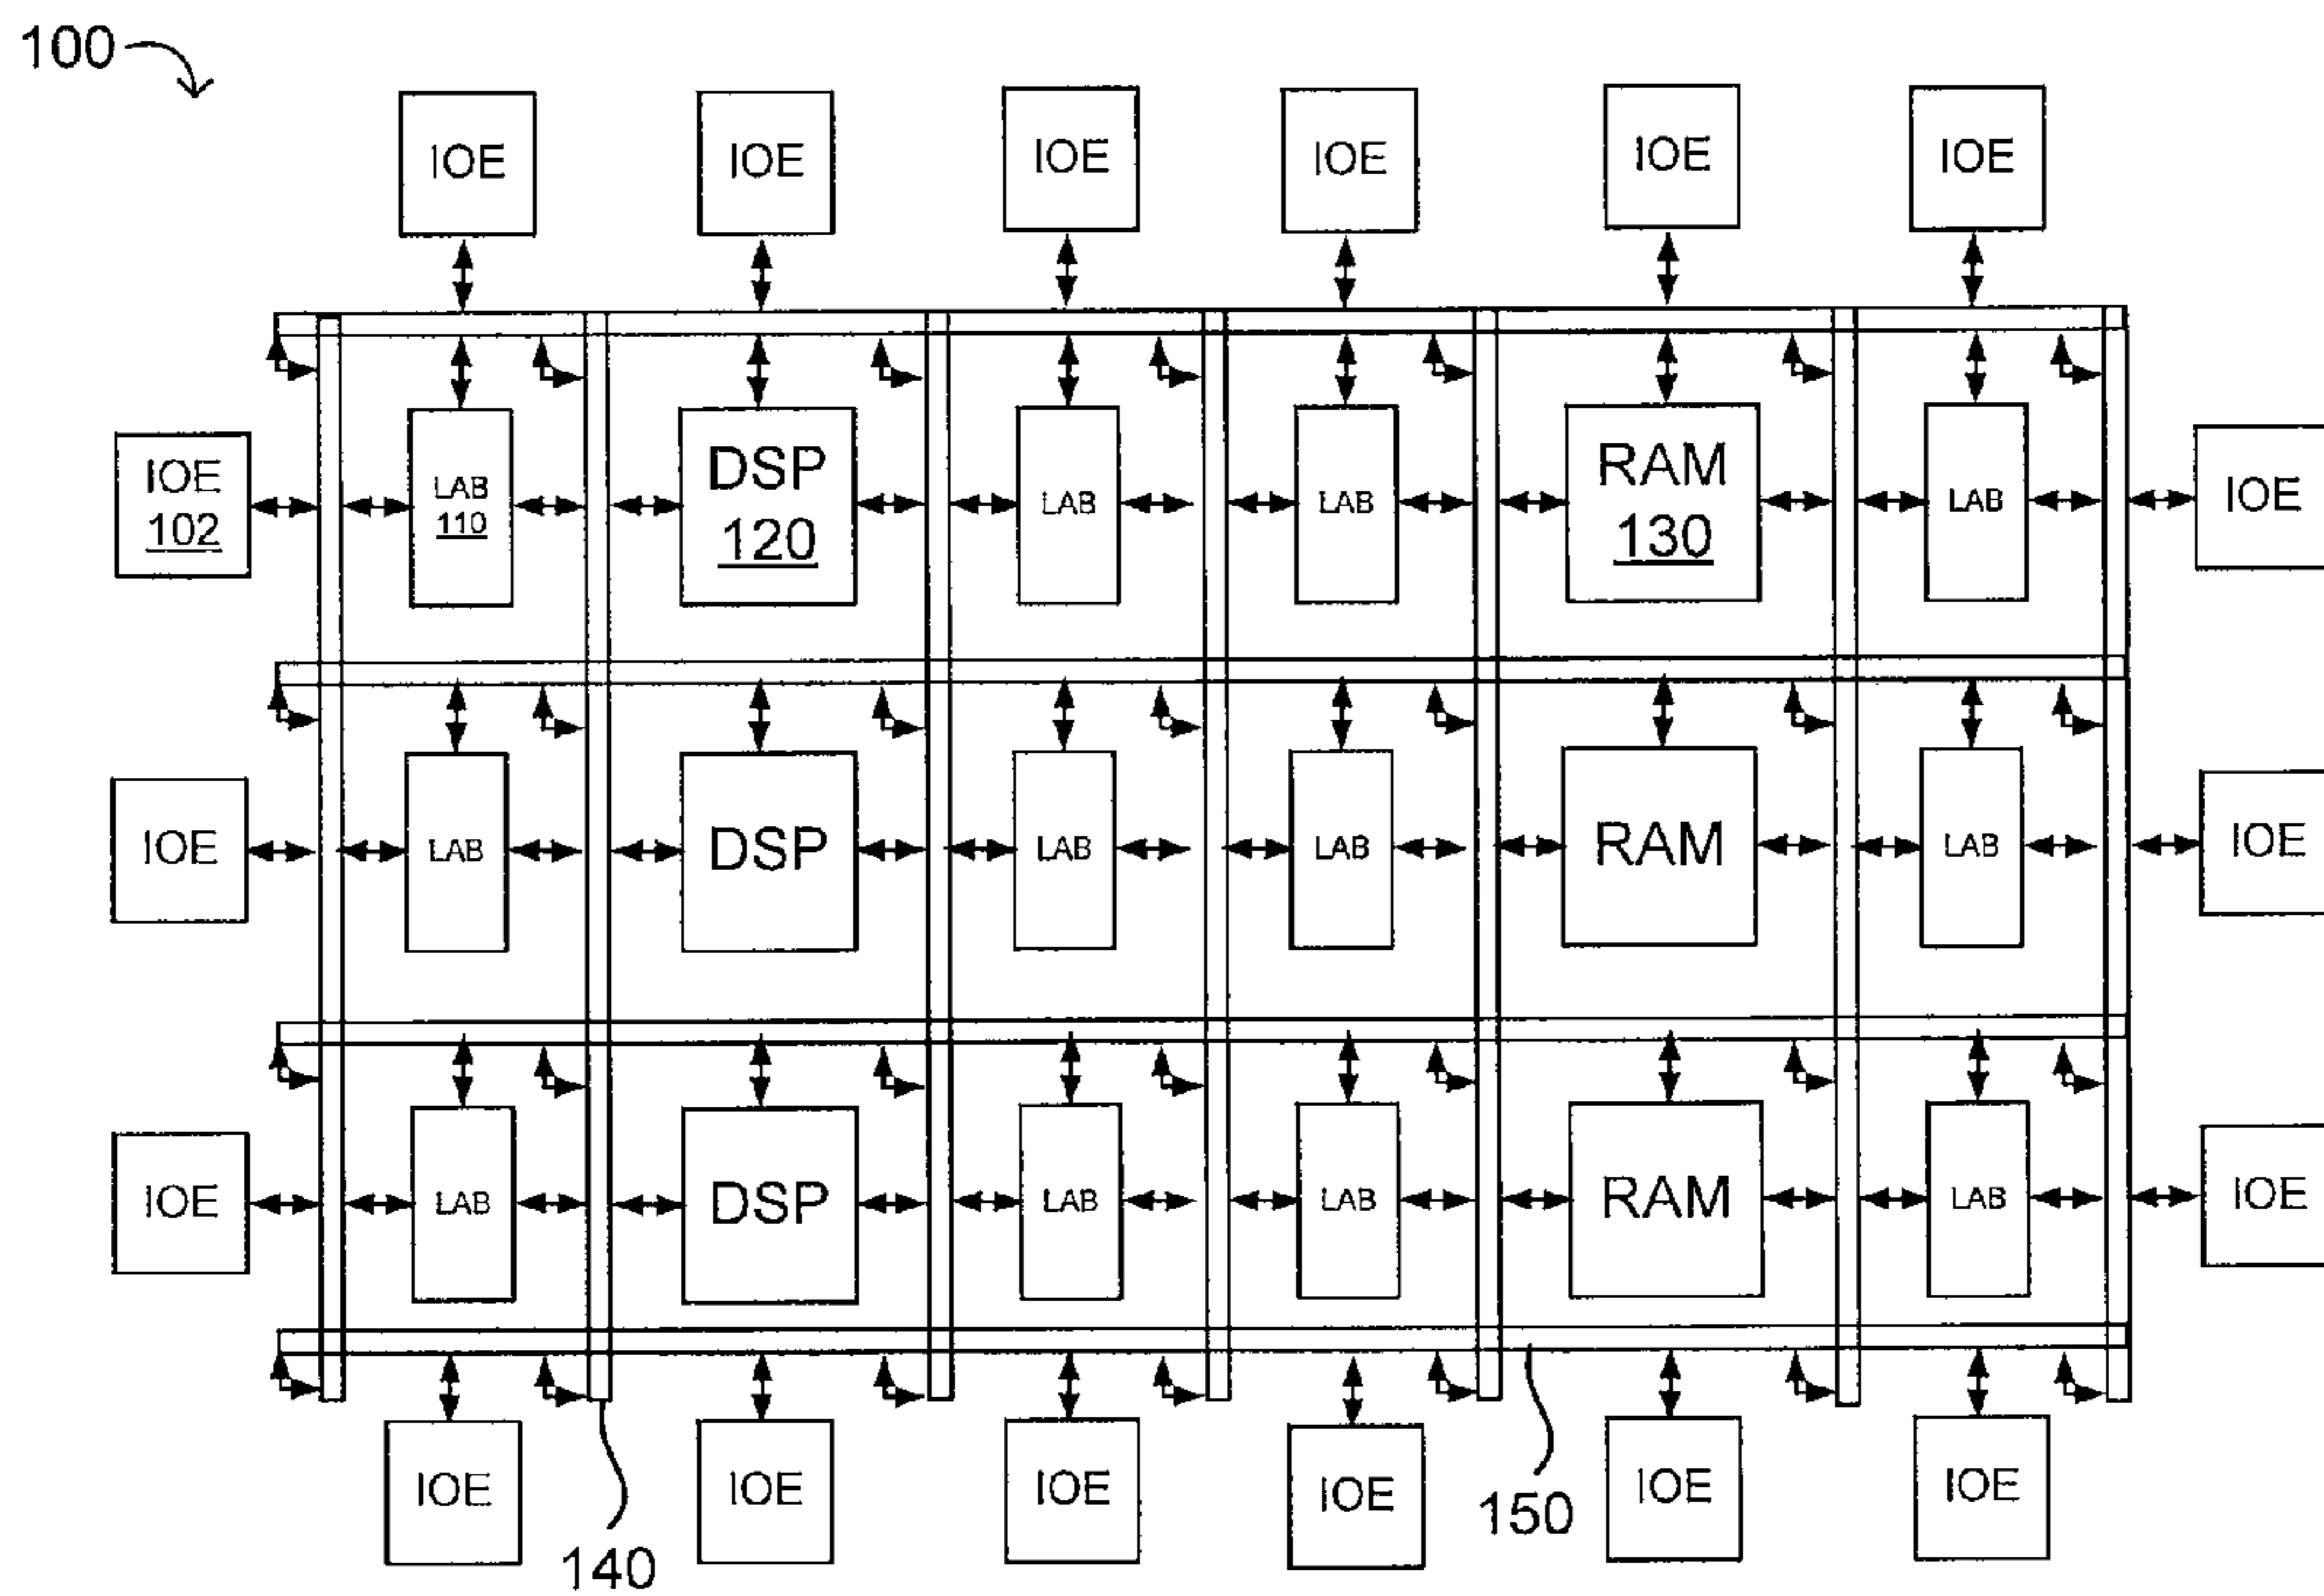 100
IOE IOE IOE IOE IOE IOE
IOE
102
LAB
110
DSP
120
LAB
LAB
RAM
130
LAB
IOE
IOE LAB DSP LAB LAB RAM LAB IOE
IOE LAB DSP LAB LAB RAM LAB IOE
IOE IOE IOE IOE IOE IOE
140
150